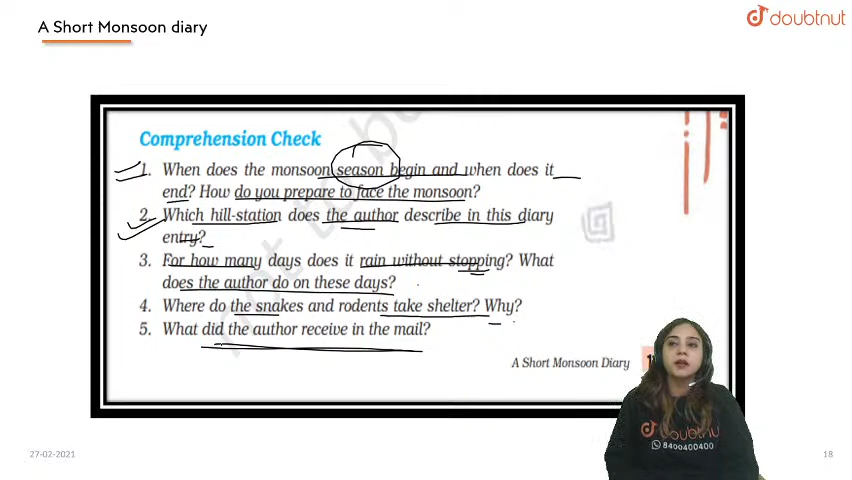 A Short Monsoon diary
doubtnut
Comprehension Check
1. When does the monsoon season begin and when does it
end? How do you prepare to face the monsoon?
2. Which hill-station does the author describe in this diary
entry?
3. For how many days does it rain without stopping? What
does the author do on these days?
4. Where do the snakes and rodents take shelter? Why?
5. What did the author receive in the mail?
A Short Monsoon Diary
doubtnut
8400400400
27-02-2021
18